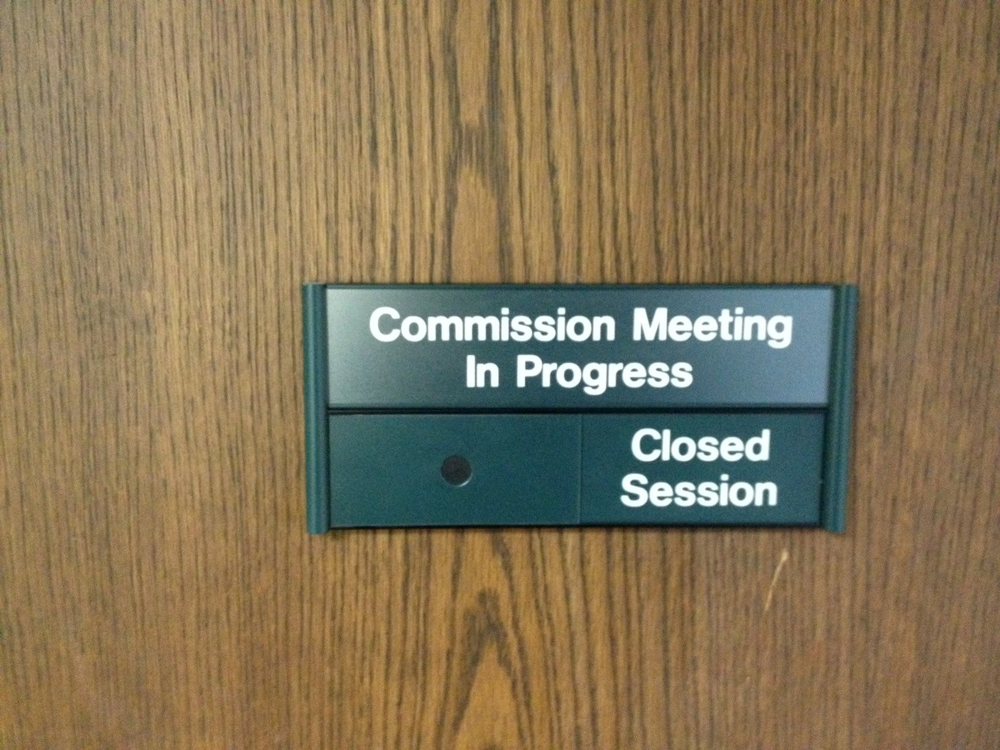 Commission Meeting
In Progress
Closed
Session